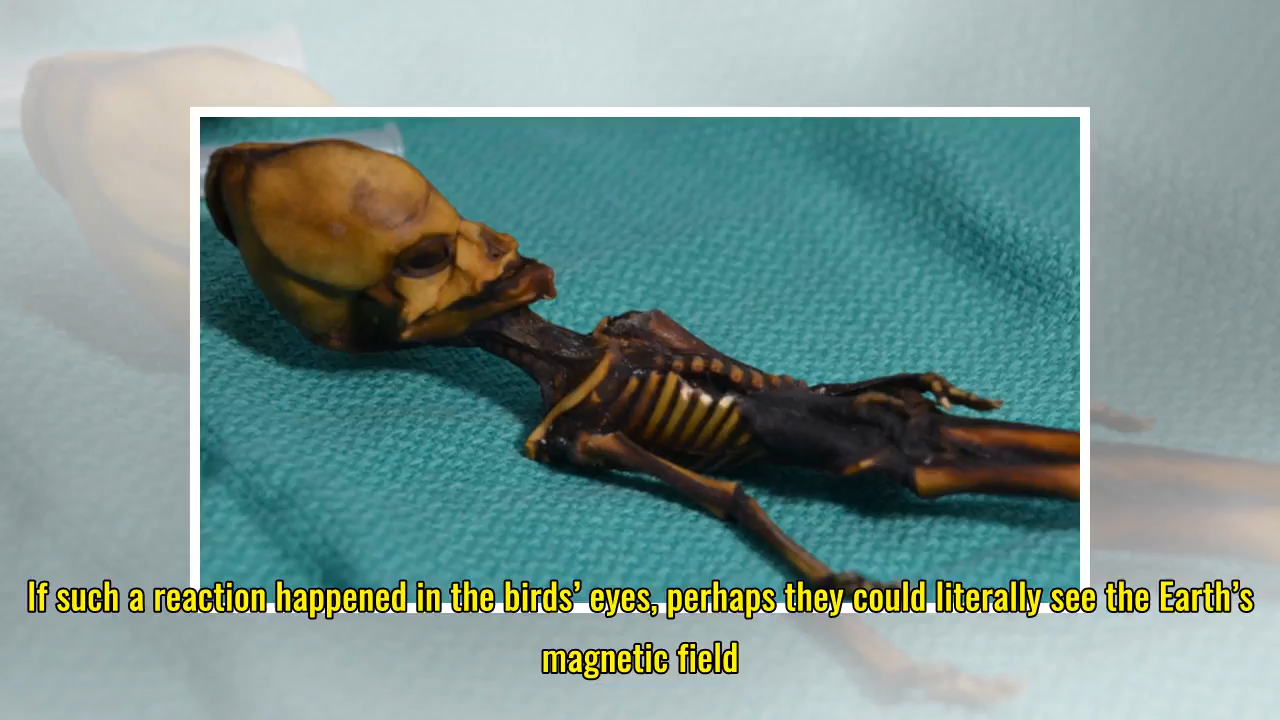 If such a reaction happened in the birds’ eyes, perhaps they could literally see the Earth’s
magnetic field